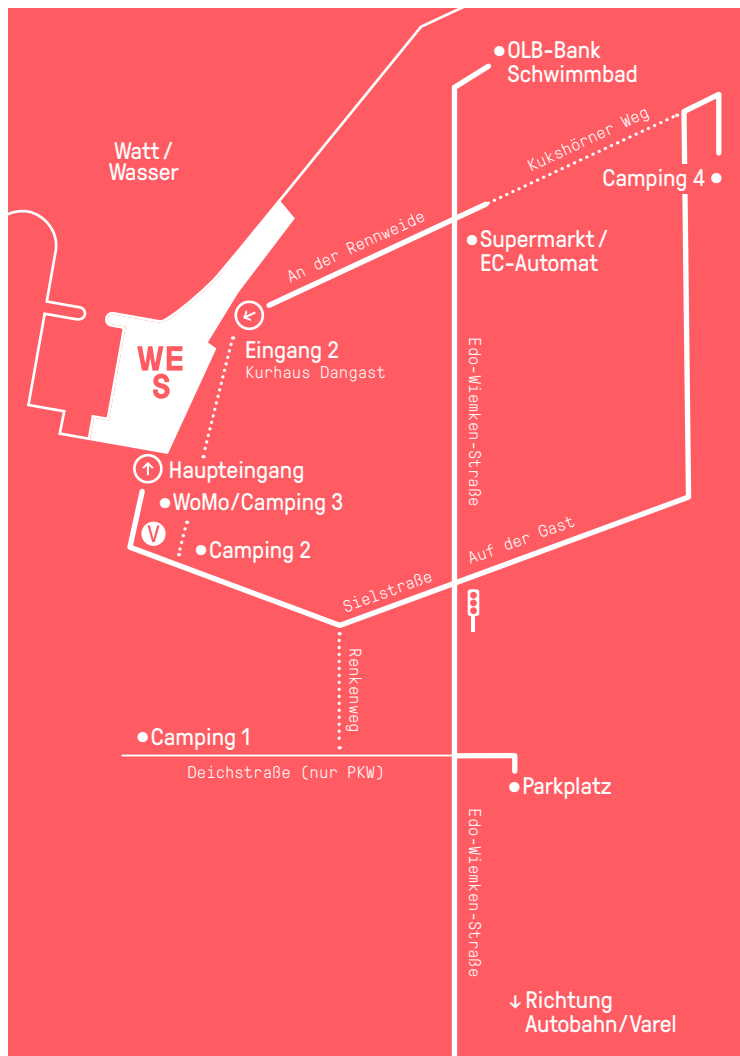 OLB-Bank
Schwimmbad
Kukshörner Weg
Watt/
Wasser
Camping 4
An der Rennweide
Supermarkt/
EC-Automat
WE
S
Eingang 2
Kurhaus Dangast
Edo-Wiemken-Straße
Haupteingang
WoMo/Camping 3
V
Camping 2
Auf der Gast
Sielstraße
Renkenweg
Camping 1
Deichstraße (nur PKW)
Parkplatz
Edo-Wiemken-Straße
↓ Richtung
Autobahn/Varel